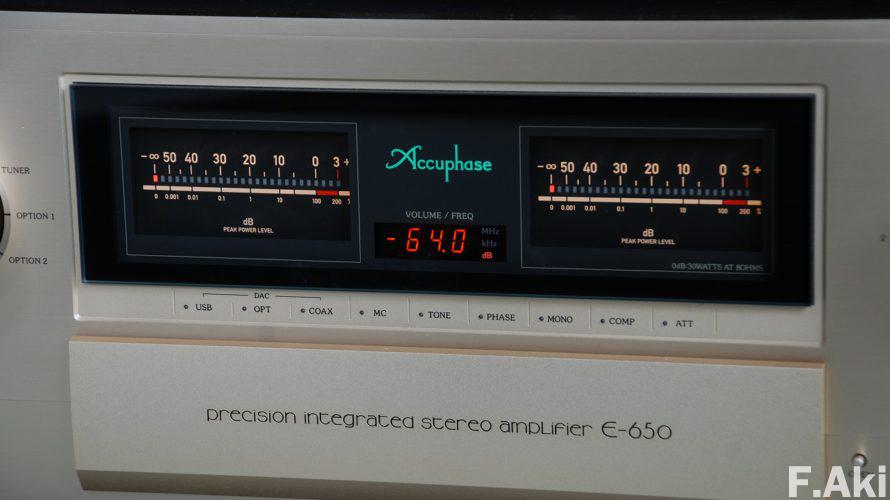 TUNER
OPTION 1
OPTION 2
-∞ 50 40 30 20 10 0 3 +
0 0.001 0.01 0.1 1 10 100 200 %
dB
PEAK POWER LEVEL
Accuphase
VOLUME / FREQ
-64.0
MHz
kHz
dB
-∞ 50 40 30 20 10 0 3 +
0 0.001 0.01 0.1 1 10 100 200 %
dB
PEAK POWER LEVEL
0dB:30WATTS AT 8OHMS
DAC
USB OPT COAX MC TONE PHASE MONO COMP ATT
precision integrated stereo amplifier E-650
2
F.Aki